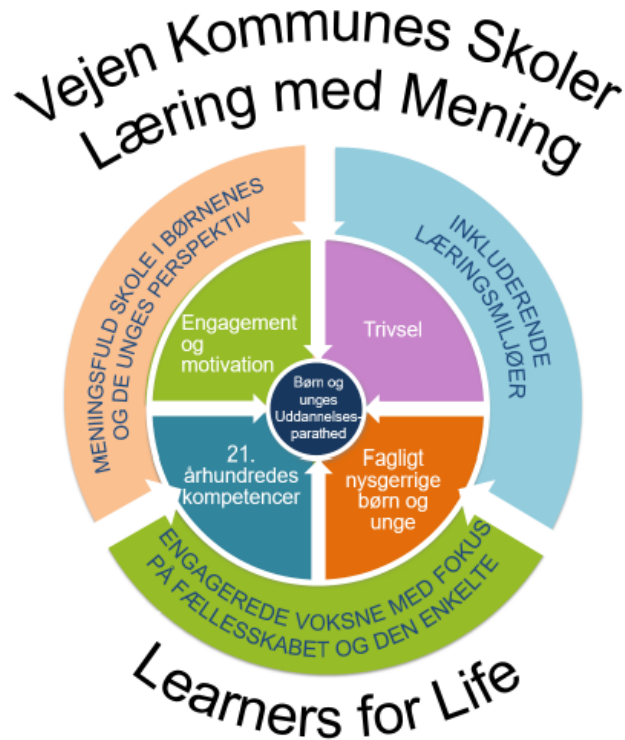 Vejen Kommunes Skoler
Læring med Mening
MENIINGSFULD SKOLE I BØRNENES
OG DE UNGES PERSPEKTIV
INKLUDERENDE
LÆRINGSMILJØER
Engagement
og
motivation
Trivsel
Børn og
unges
Uddannelses-
parathed
21.
århundredes
kompetencer
Fagligt
nysgerrige
børn og
unge
ENGAGEREDE VOKSNE MED FOKUS
PÅ FÆLLESSKABET OG DEN ENKELTE
Learners for Life